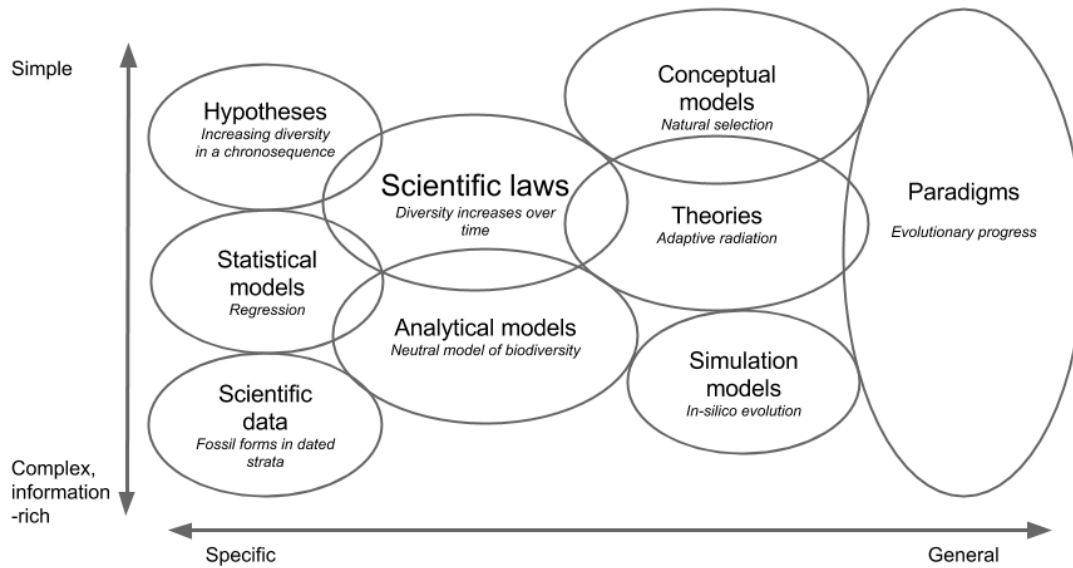 Simple
Hypotheses
Increasing diversity
in a chronosequence
Scientific laws
Diversity increases over
time
Conceptual
models
Natural selection
Theories
Adaptive radiation
Paradigms
Evolutionary progress
Statistical
models
Regression
Analytical models
Neutral model of biodiversity
Simulation
models
In-silico evolution
Scientific
data
Fossil forms in dated
strata
Complex,
information
-rich
Specific
General